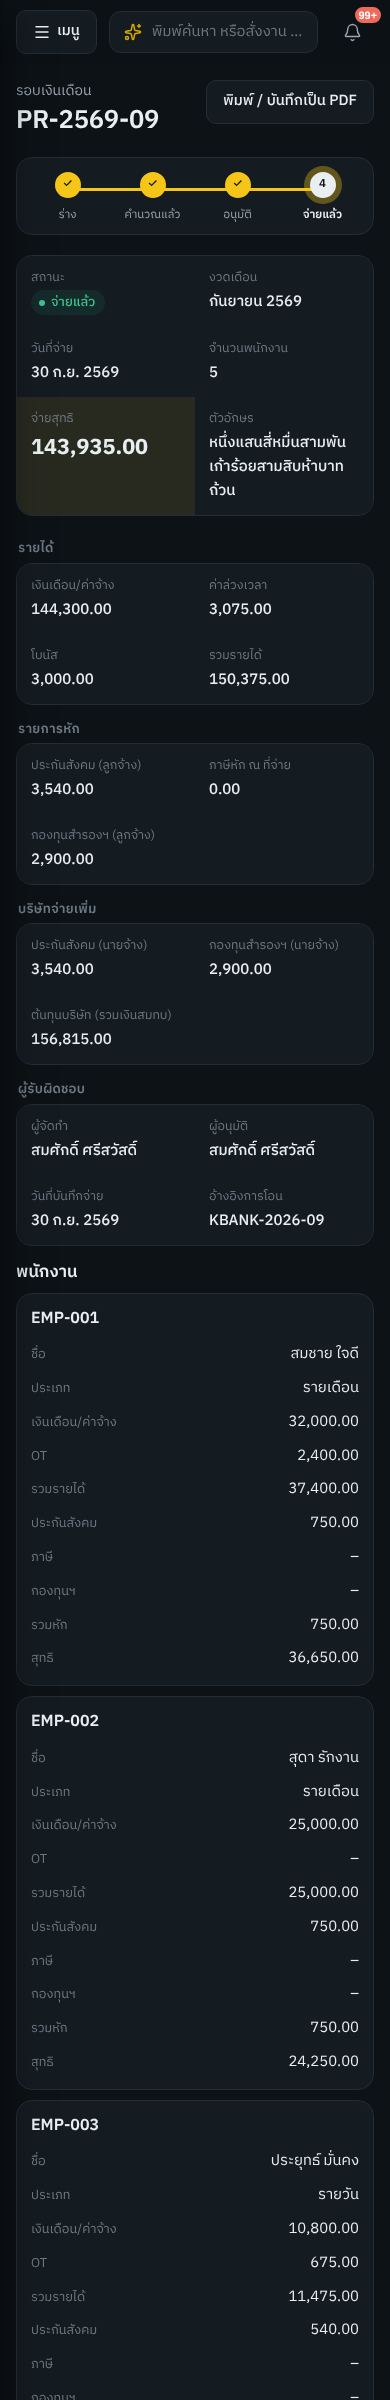 เมนู
พิมพ์ค้นหา หรือสั่งงาน ...
99+
รอบเงินเดือน
PR-2569-09
พิมพ์ / บันทึกเป็น PDF
4
ร่าง คำนวณแล้ว อนุมัติ จ่ายแล้ว
สถานะ งวดเดือน
จ่ายแล้ว กันยายน 2569
วันที่จ่าย จำนวนพนักงาน
30 ก.ย. 2569 5
จ่ายสุทธิ ตัวอักษร
143,935.00 หนึ่งแสนสี่หมื่นสามพัน
เก้าร้อยสามสิบห้าบาท
ถ้วน
รายได้
เงินเดือน/ค่าจ้าง ค่าล่วงเวลา
144,300.00 3,075.00
โบนัส รวมรายได้
3,000.00 150,375.00
รายการหัก
ประกันสังคม (ลูกจ้าง) ภาษีหัก ณ ที่จ่าย
3,540.00 0.00
กองทุนสำรองฯ (ลูกจ้าง)
2,900.00
บริษัทจ่ายเพิ่ม
ประกันสังคม (นายจ้าง) กองทุนสำรองฯ (นายจ้าง)
3,540.00 2,900.00
ต้นทุนบริษัท (รวมเงินสมทบ)
156,815.00
ผู้รับผิดชอบ
ผู้จัดทำ ผู้อนุมัติ
สมศักดิ์ ศรีสวัสดิ์ สมศักดิ์ ศรีสวัสดิ์
วันที่บันทึกจ่าย อ้างอิงการโอน
30 ก.ย. 2569 KBANK-2026-09
พนักงาน
EMP-001
ชื่อ สมชาย ใจดี
ประเภท รายเดือน
เงินเดือน/ค่าจ้าง 32,000.00
OT 2,400.00
รวมรายได้ 37,400.00
ประกันสังคม 750.00
ภาษี –
กองทุนฯ –
รวมหัก 750.00
สุทธิ 36,650.00
EMP-002
ชื่อ สุดา รักงาน
ประเภท รายเดือน
เงินเดือน/ค่าจ้าง 25,000.00
OT –
รวมรายได้ 25,000.00
ประกันสังคม 750.00
ภาษี –
กองทุนฯ –
รวมหัก 750.00
สุทธิ 24,250.00
EMP-003
ชื่อ ประยุทธ์ มั่นคง
ประเภท รายวัน
เงินเดือน/ค่าจ้าง 10,800.00
OT 675.00
รวมรายได้ 11,475.00
ประกันสังคม 540.00
ภาษี –
กองทุนฯ –